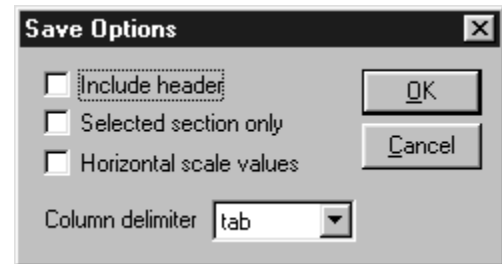 Save Options
Include header
Selected section only
Horizontal scale values
OK
Cancel
Column delimiter tab